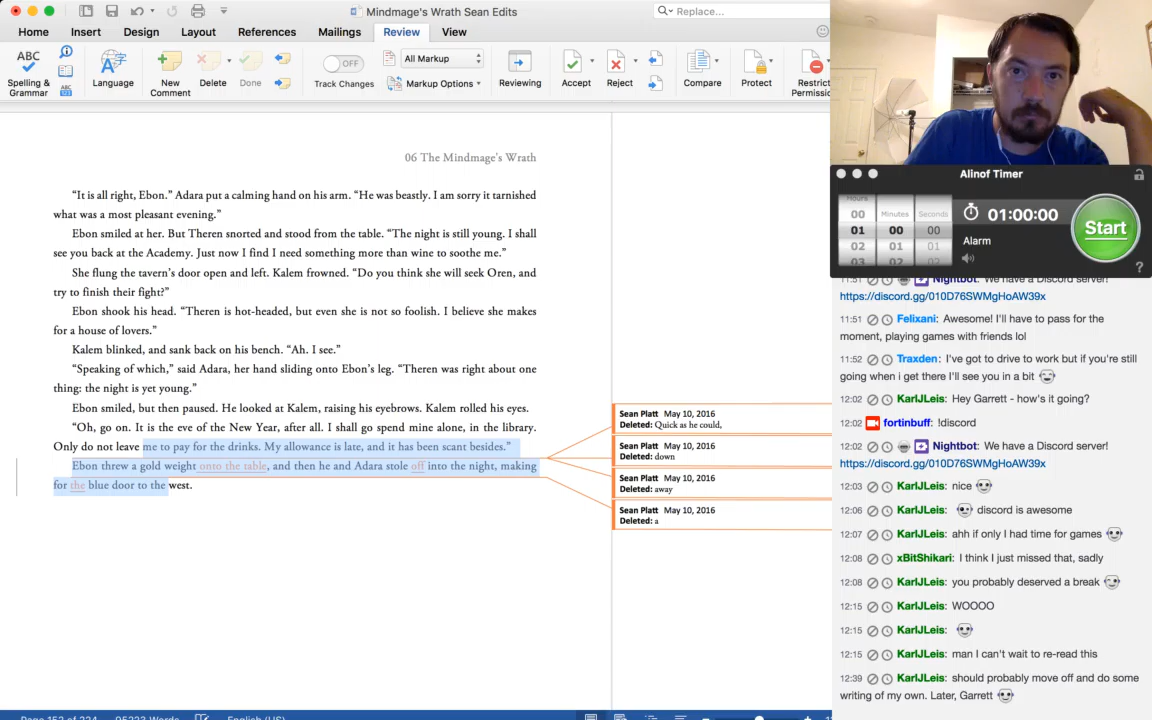 Mindmage's Wrath Sean Edits
Replace...
Home Insert Design Layout References Mailings Review View
ABC
Spelling & Grammar
Language
New Comment
Delete
Done
OFF
Track Changes
All Markup
Markup Options
Reviewing
Accept
Reject
Compare
Protect
Restrict
06 The Mindmage's Wrath
“It is all right, Ebon.” Adara put a calming hand on his arm. “He was beastly. I am sorry it tarnished
what was a most pleasant evening.”
Ebon smiled at her. But Theren snorted and stood from the table. “The night is still young. I shall
see you back at the Academy. Just now I find I need something more than wine to soothe me.”
She flung the tavern’s door open and left. Kalem frowned. “Do you think she will seek Oren, and
try to finish their fight?”
Ebon shook his head. “Theren is hot-headed, but even she is not so foolish. I believe she makes
for a house of lovers.”
Kalem blinked, and sank back on his bench. “Ah. I see.”
“Speaking of which,” said Adara, her hand sliding onto Ebon’s leg. “Theren was right about one
thing: the night is yet young.”
Ebon smiled, but then paused. He looked at Kalem, raising his eyebrows. Kalem rolled his eyes.
“Oh, go on. It is the eve of the New Year, after all. I shall go spend mine alone, in the library.
Only do not leave me to pay for the drinks. My allowance is late, and it has been scant besides.”
Ebon threw a gold weight onto the table, and then he and Adara stole off into the night, making
for the blue door to the west.
Sean Platt May 10, 2016
Deleted: Quick as he could,
Sean Platt May 10, 2016
Deleted: down
Sean Platt May 10, 2016
Deleted: away
Sean Platt May 10, 2016
Deleted: a
English (US)
Alinof Timer
Hours Minutes Seconds
00
01 00 00
02 01 01
03 02 02
01:00:00
Alarm
Start
?
11:51 Nightbot: We have a Discord server!
https://discord.gg/010D76SWMgHoAW39x
11:51 Felixani: Awesome! I'll have to pass for the
moment, playing games with friends lol
11:52 Traxden: I've got to drive to work but if you're still
going when i get there I'll see you in a bit
12:02 KarlJLeis: Hey Garrett - how's it going?
12:02 fortinbuff: !discord
12:02 Nightbot: We have a Discord server!
https://discord.gg/010D76SWMgHoAW39x
12:03 KarlJLeis: nice
12:06 KarlJLeis: discord is awesome
12:07 KarlJLeis: ahh if only I had time for games
12:08 xBitShikari: I think I just missed that, sadly
12:08 KarlJLeis: you probably deserved a break
12:15 KarlJLeis: WOOOO
12:15 KarlJLeis:
12:15 KarlJLeis: man I can't wait to re-read this
12:39 KarlJLeis: should probably move off and do some
writing of my own. Later, Garrett